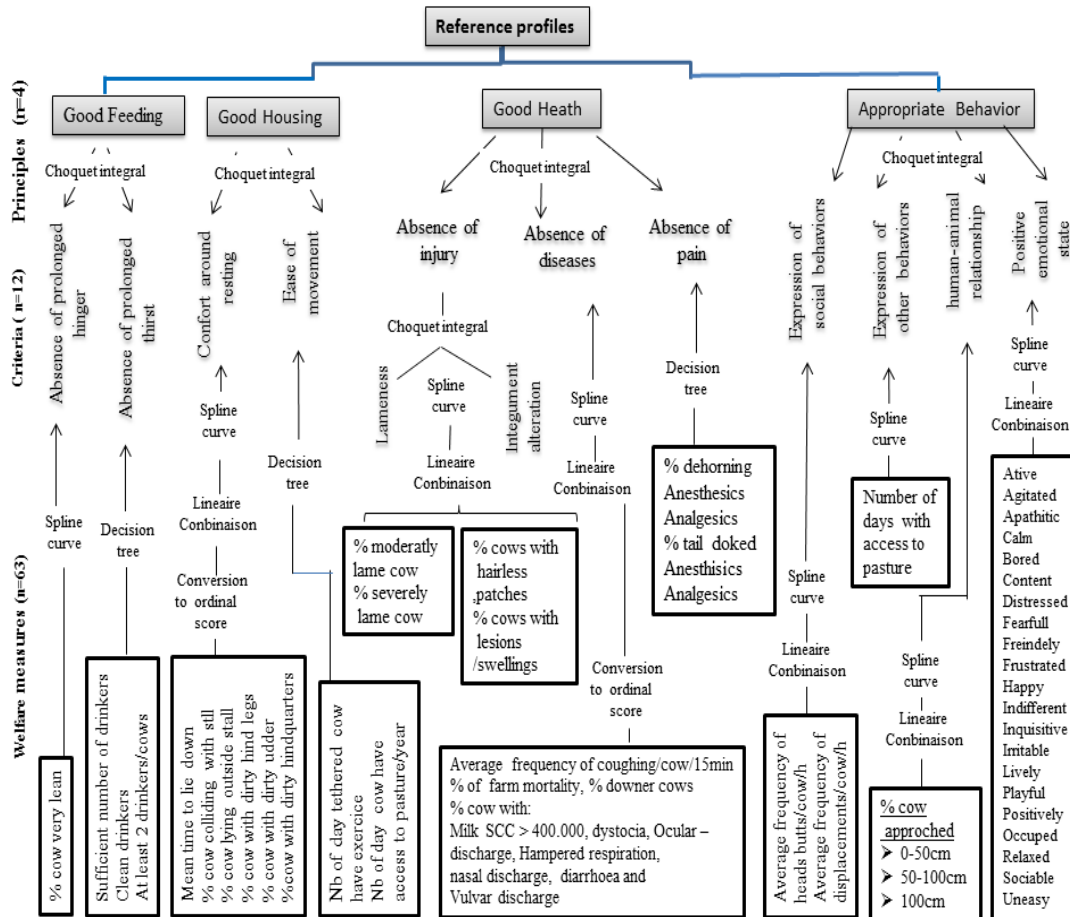 Reference profiles
Principles (n=4)
Good Feeding
Good Housing
Good Heath
Appropriate Behavior
Choquet integral
Choquet integral
Choquet integral
Choquet integral
Criteria ( n=12)
Absence of prolonged
hinger
Absence of prolonged
thirst
Confort around
resting
Ease of
movement
Absence of
injury
Absence of
diseases
Absence of
pain
Expression of
social behaviors
Expression of
other behaviors
human-animal
relationship
Positive
emotional
state
Choquet integral
Lameness
Spline
curve
Integument
alteration
Lineaire
Conbinaison
Welfare measures (n=63)
Spline
curve
% cow very lean
Decision
tree
Sufficient number of drinkers
Clean drinkers
At least 2 drinkers/cows
Spline
curve
Lineaire
Conbinaison
Conversion
to ordinal
score
Mean time to lie down
% cow colliding with still
% cow lying outside stall
% cow with dirty hind legs
% cow with dirty udder
%cow with dirty hindquarters
Decision
tree
Nb of day tethered cow
have exercice
Nb of day cow have
access to pasture/year
% moderatly
lame cow
% severely
lame cow
% cows with
hairless
,patches
% cows with
lesions
/swellings
Spline
curve
Lineaire
Conbinaison
Conversion
to ordinal
score
Average frequency of coughing/cow/15min
% of farm mortality, % downer cows
% cow with:
Milk SCC > 400.000, dystocia, Ocular –
discharge, Hampered respiration,
nasal discharge, diarrhoea and
Vulvar discharge
Decision
tree
% dehorning
Anesthesics
Analgesics
% tail doked
Anesthisics
Analgesics
Spline
curve
Lineaire
Conbinaison
Average frequency of
heads butts/cow/h
Average frequency of
displacements/cow/h
Spline
curve
Number of
days with
access to
pasture
Spline
curve
Lineaire
Conbinaison
% cow
approched
➢ 0-50cm
➢ 50-100cm
➢ 100cm
Spline
curve
Lineaire
Conbinaison
Ative
Agitated
Apathitic
Calm
Bored
Content
Distressed
Fearfull
Freindely
Frustrated
Happy
Indifferent
Inquisitive
Irritable
Lively
Playful
Positively
Occuped
Relaxed
Sociable
Uneasy